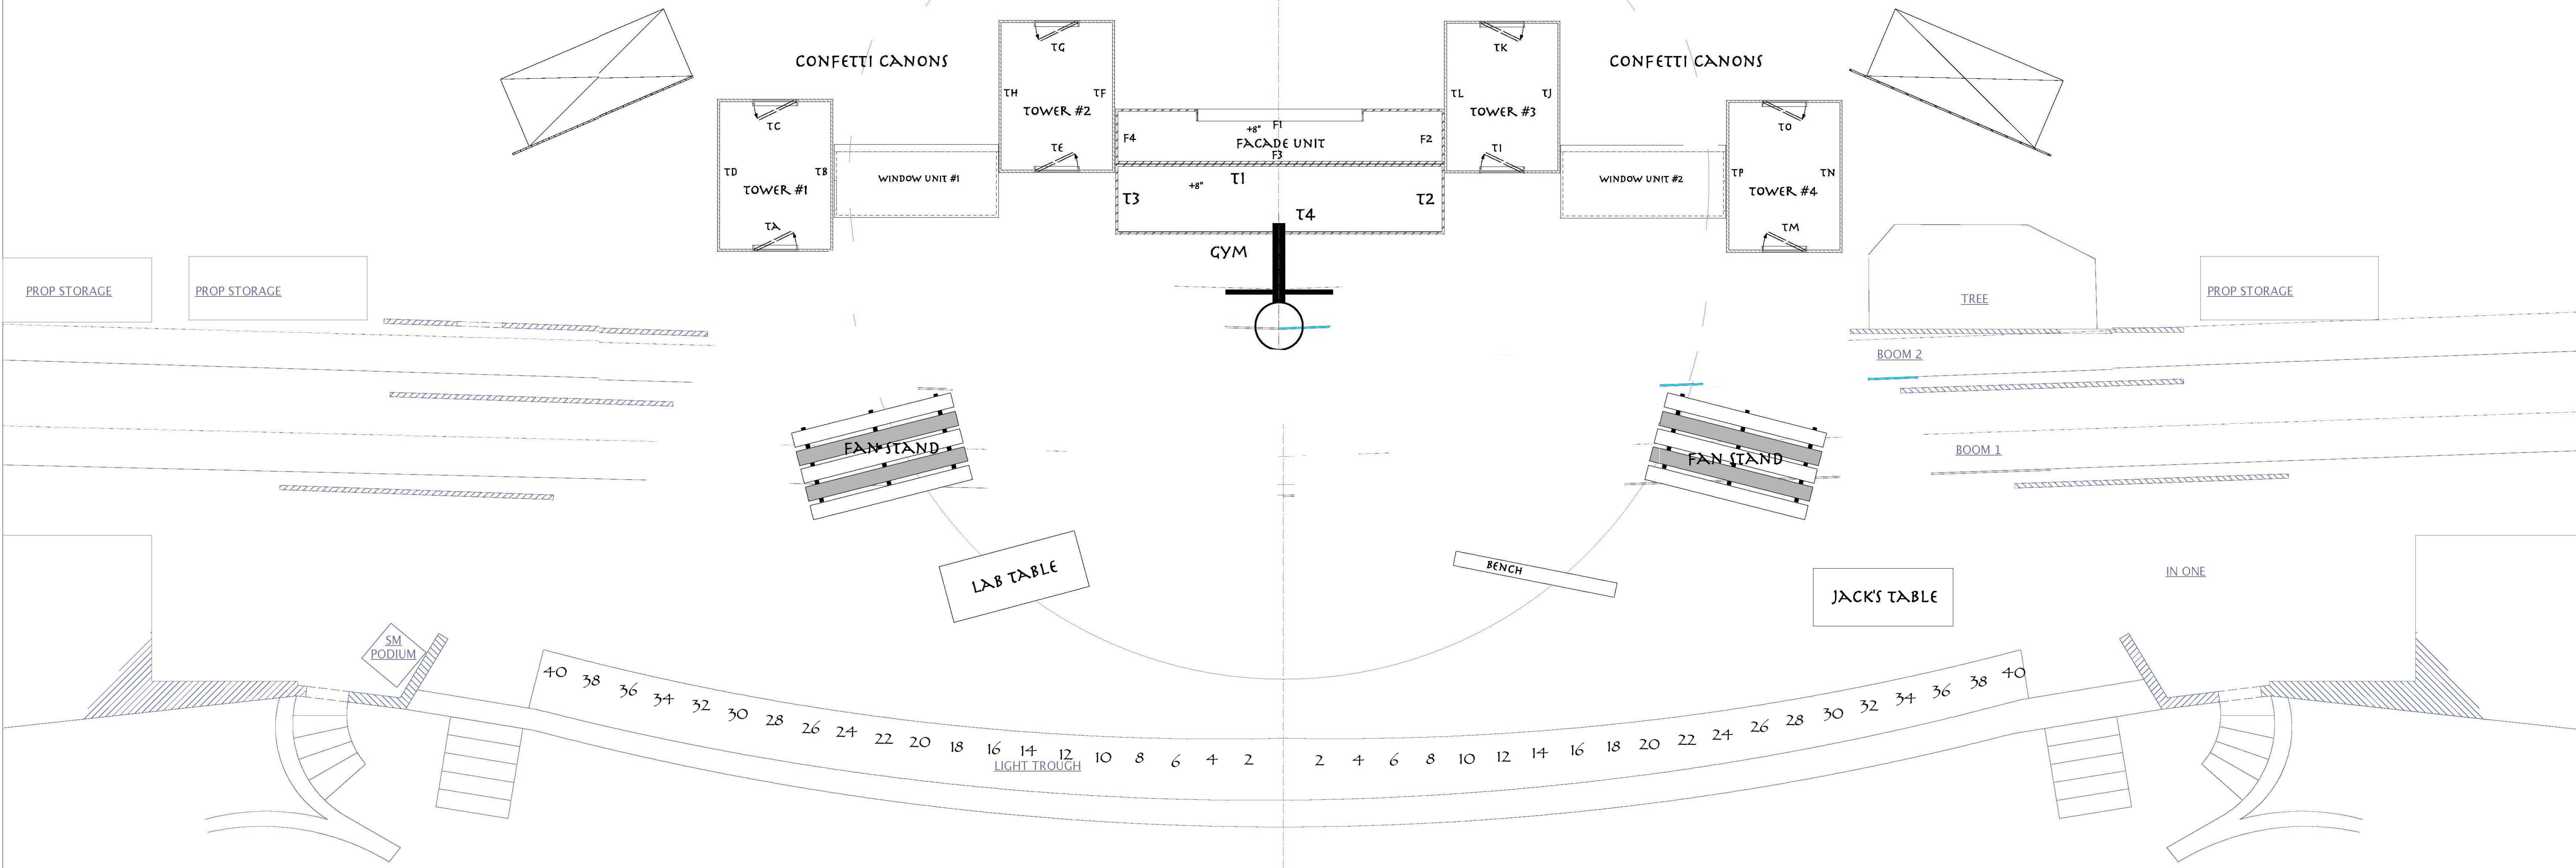 TG
TK
CONFETTI CANONS
CONFETTI CANONS
TH
TF
TL
TJ
TOWER #2
TOWER #3
TC
+8"
F1
TO
F4
FACADE UNIT
F2
TE
F3
TI
TD
TB
WINDOW UNIT #1
+8"
T1
WINDOW UNIT #2
TP
TN
TOWER #1
TOWER #4
T3
T2
T4
TA
TM
GYM
PROP STORAGE
PROP STORAGE
TREE
PROP STORAGE
BOOM 2
FAN STAND
FAN STAND
BOOM 1
LAB TABLE
BENCH
IN ONE
JACK'S TABLE
SM
PODIUM
40 38 36 34 32 30 28 26 24 22 20 18 16 14 12 10 8 6 4 2 2 4 6 8 10 12 14 16 18 20 22 24 26 28 30 32 34 36 38 40
LIGHT TROUGH